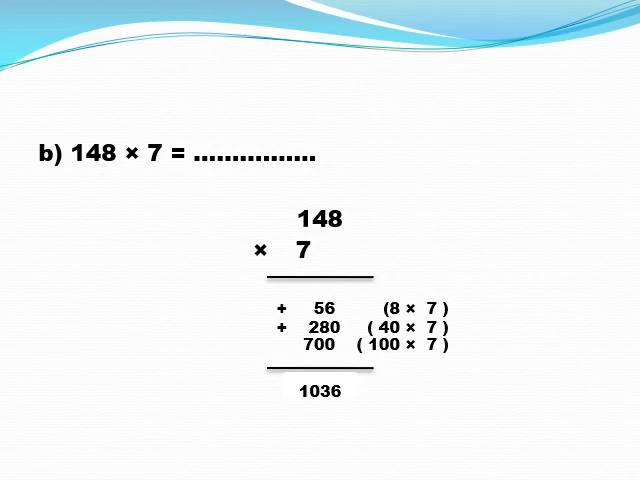 b) 148 × 7 = ................
148
× 7
+ 56 (8 × 7 )
+ 280 ( 40 × 7 )
700 ( 100 × 7 )
1036